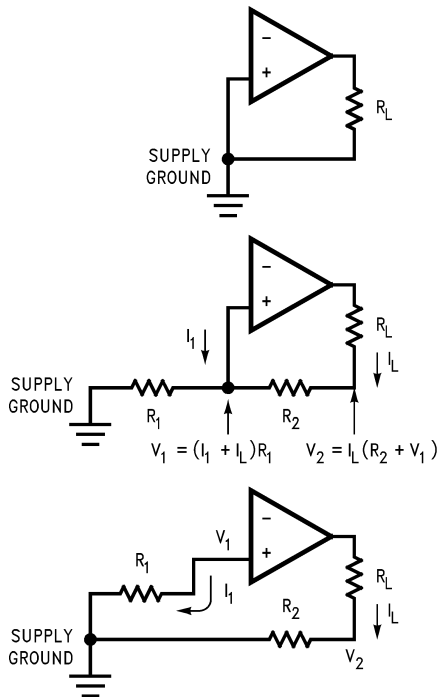 −
+
R_L
SUPPLY
GROUND
−
+
I_1
R_L
I_L
SUPPLY
GROUND
R_1
R_2
V_1 = (I_1 + I_L)R_1
V_2 = I_L(R_2 + V_1)
−
+
V_1
R_1
I_1
R_L
R_2
I_L
SUPPLY
GROUND
V_2